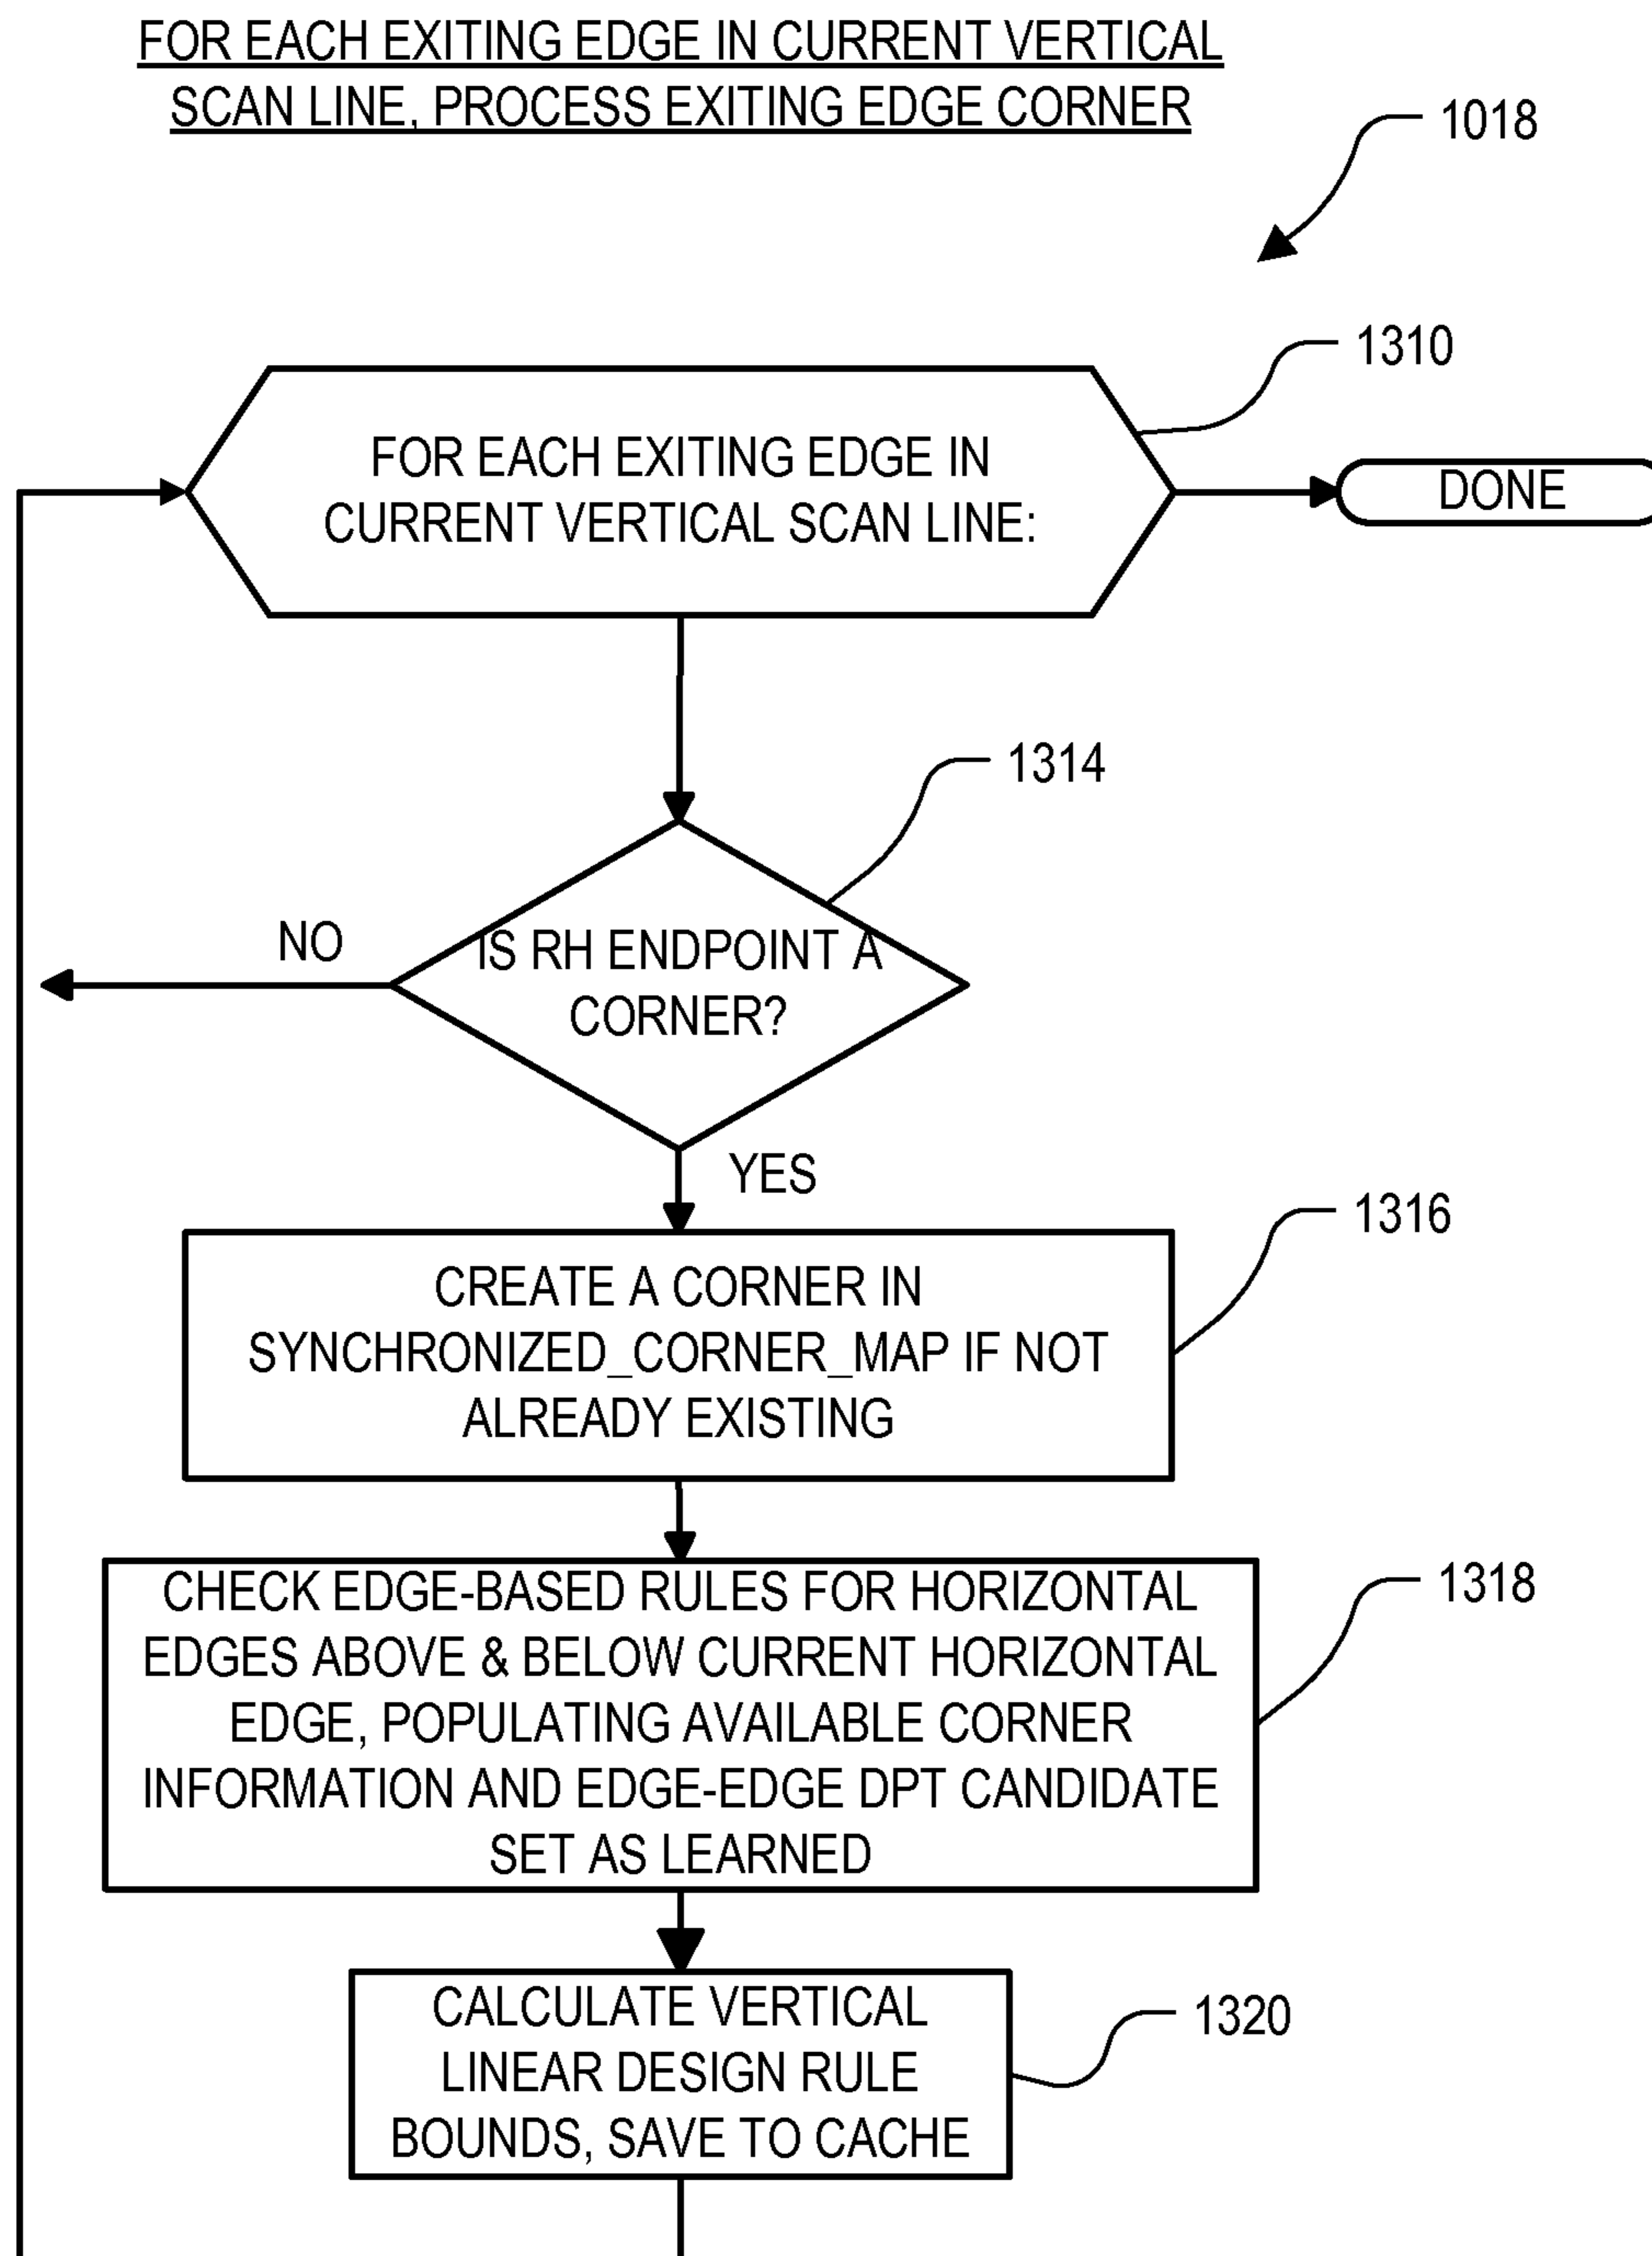 FOR EACH EXITING EDGE IN CURRENT VERTICAL
SCAN LINE, PROCESS EXITING EDGE CORNER
1018
1310
FOR EACH EXITING EDGE IN
CURRENT VERTICAL SCAN LINE:
DONE
1314
NO
IS RH ENDPOINT A
CORNER?
YES
1316
CREATE A CORNER IN
SYNCHRONIZED_CORNER_MAP IF NOT
ALREADY EXISTING
1318
CHECK EDGE-BASED RULES FOR HORIZONTAL
EDGES ABOVE & BELOW CURRENT HORIZONTAL
EDGE, POPULATING AVAILABLE CORNER
INFORMATION AND EDGE-EDGE DPT CANDIDATE
SET AS LEARNED
1320
CALCULATE VERTICAL
LINEAR DESIGN RULE
BOUNDS, SAVE TO CACHE